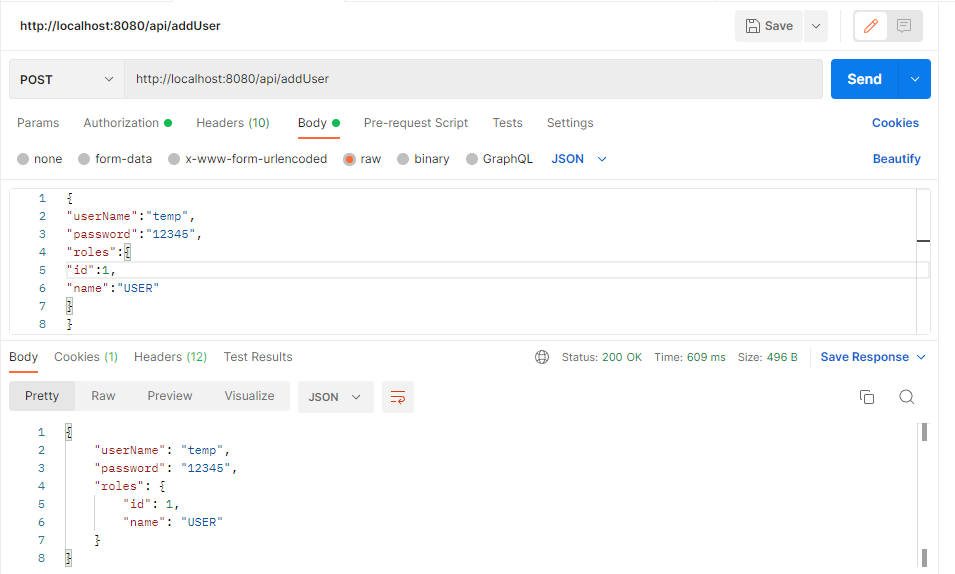 http://localhost:8080/api/addUser
Save
POST
http://localhost:8080/api/addUser
Send
Params Authorization Headers (10) Body Pre-request Script Tests Settings Cookies
none form-data x-www-form-urlencoded raw binary GraphQL JSON Beautify
1 {
2 "userName":"temp",
3 "password":"12345",
4 "roles":{
5 "id":1,
6 "name":"USER"
7 }
8 }
Body Cookies (1) Headers (12) Test Results Status: 200 OK Time: 609 ms Size: 496 B Save Response
Pretty Raw Preview Visualize JSON
1 {
2 "userName": "temp",
3 "password": "12345",
4 "roles": {
5 "id": 1,
6 "name": "USER"
7 }
8 }